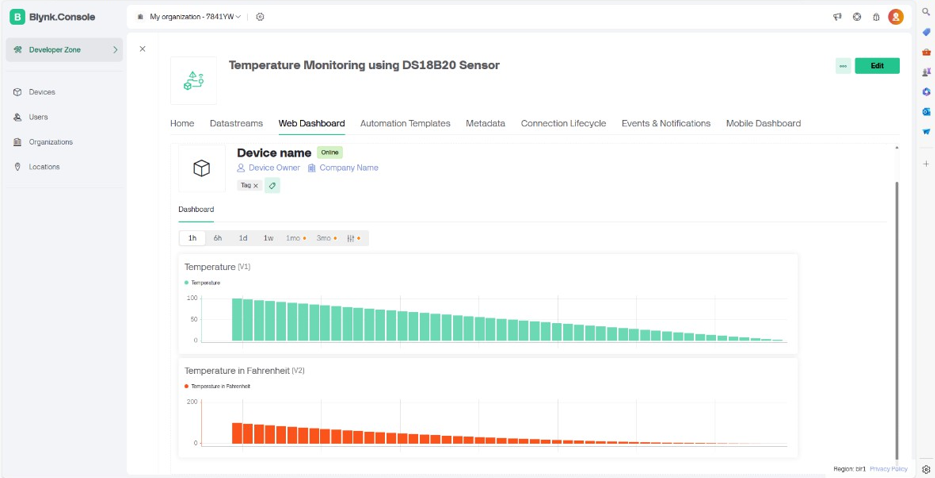 B Blynk.Console
My organization - 7841YW
Developer Zone
Devices
Users
Organizations
Locations
Temperature Monitoring using DS18B20 Sensor
Edit
Home Datastreams Web Dashboard Automation Templates Metadata Connection Lifecycle Events & Notifications Mobile Dashboard
Device name Online
Device Owner Company Name
Tag ×
Dashboard
1h 6h 1d 1w 1mo 3mo
Temperature (V1)
Temperature
100
50
0
Temperature in Fahrenheit (V2)
Temperature in Fahrenheit
200
0
Region: blr1 Privacy Policy